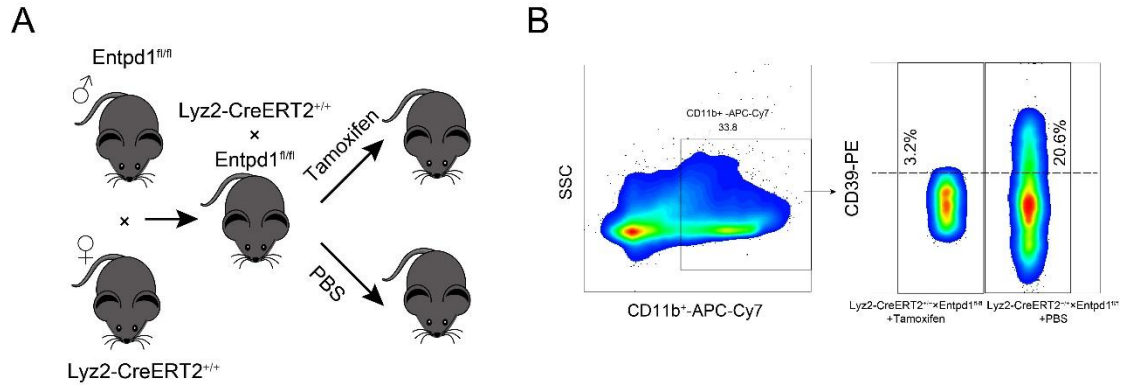 A
Entpd1fl/fl
♂
Lyz2-CreERT2+/+
×
Entpd1fl/fl
×
Tamoxifen
PBS
♀
Lyz2-CreERT2+/+
B
CD11b+ -APC-Cy7
33.8
SSC
CD11b+-APC-Cy7
CD39-PE
3.2%
20.6%
Lyz2-CreERT2 ×Entpd1fl/fl
+Tamoxifen
Lyz2-CreERT2 ×Entpd1fl/fl
+PBS